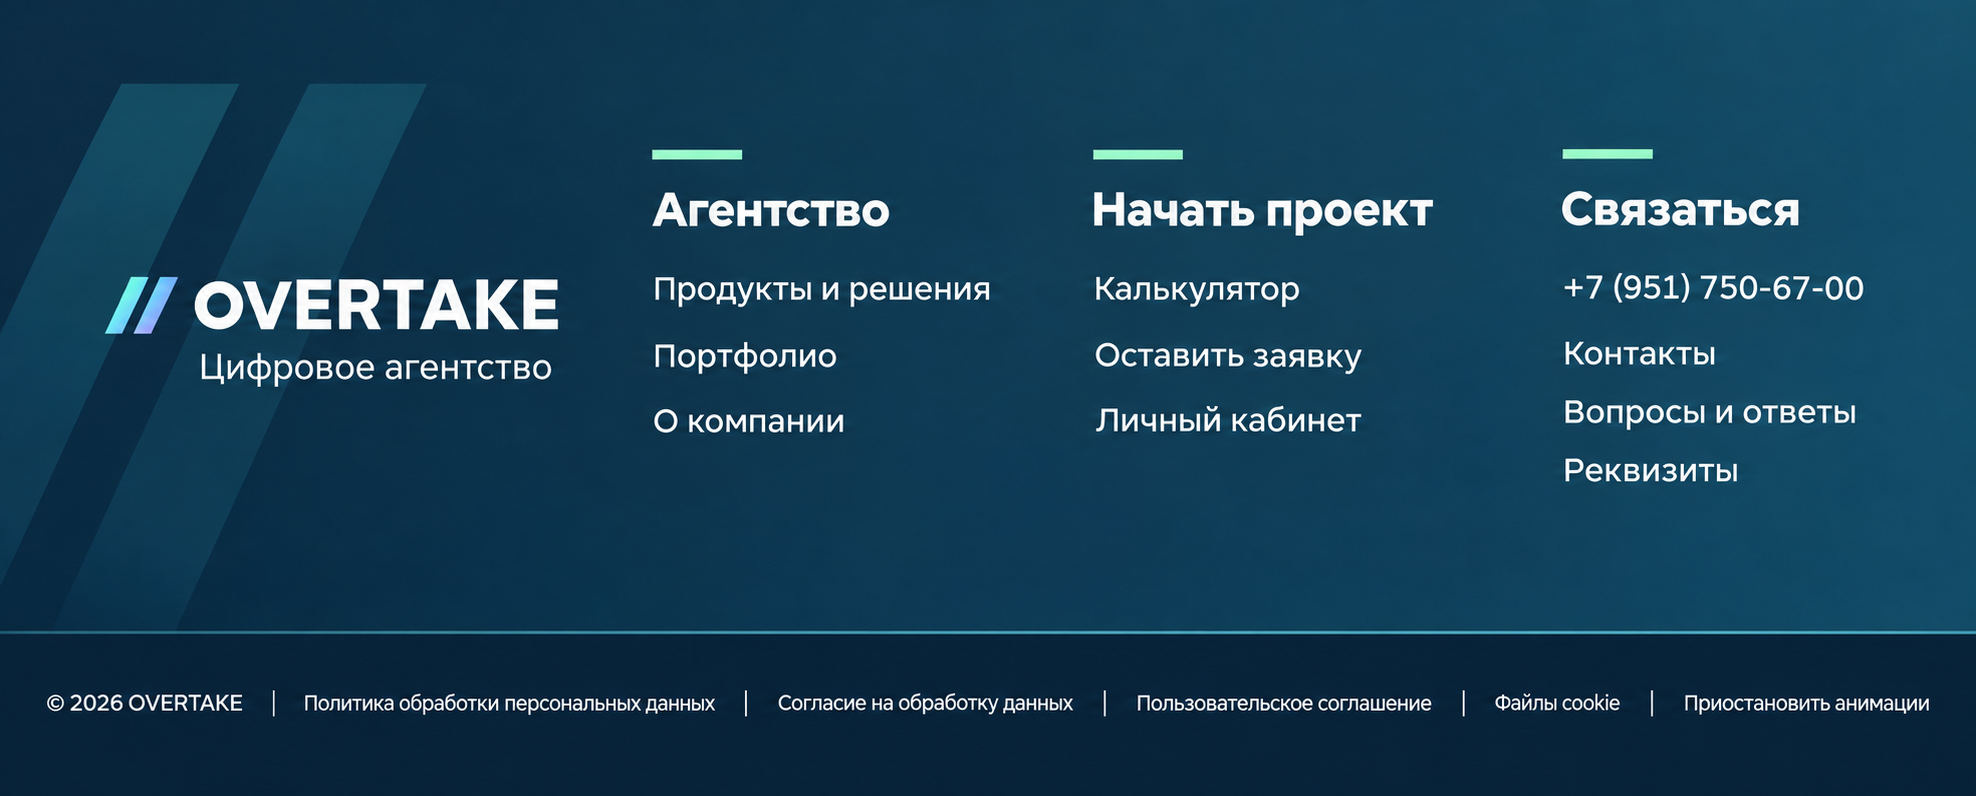 OVERTAKE
Цифровое агентство
Агентство
Продукты и решения
Портфолио
О компании
Начать проект
Калькулятор
Оставить заявку
Личный кабинет
Связаться
+7 (951) 750-67-00
Контакты
Вопросы и ответы
Реквизиты
© 2026 OVERTAKE | Политика обработки персональных данных | Согласие на обработку данных | Пользовательское соглашение | Файлы cookie | Приостановить анимации